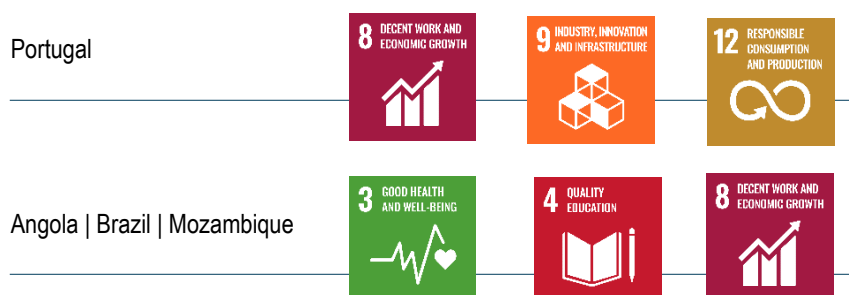 Portugal
8 DECENT WORK AND
ECONOMIC GROWTH
9 INDUSTRY, INNOVATION
AND INFRASTRUCTURE
12 RESPONSIBLE
CONSUMPTION
AND PRODUCTION
Angola | Brazil | Mozambique
3 GOOD HEALTH
AND WELL-BEING
4 QUALITY
EDUCATION
8 DECENT WORK AND
ECONOMIC GROWTH